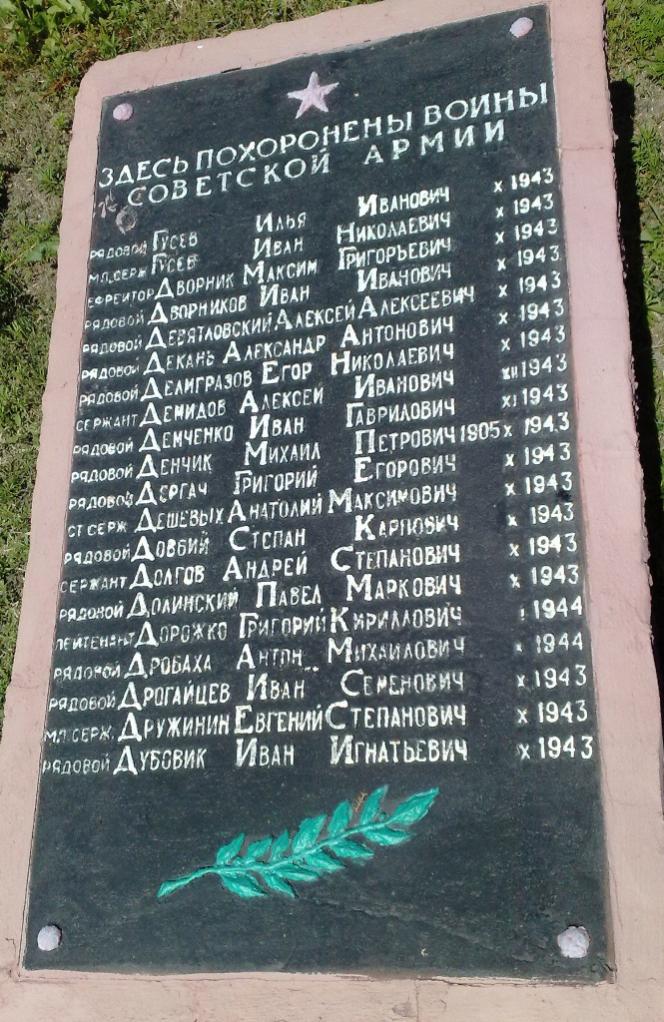 ЗДЕСЬ ПОХОРОНЕНЫ ВОИНЫ
СОВЕТСКОЙ АРМИИ
РЯДОВОЙ ГУСЕВ ИЛЬЯ ИВАНОВИЧ X 1943
МЛ.СЕРЖ ГУСЕВ ИВАН НИКОЛАЕВИЧ X 1943
ЕФРЕЙТОР ДВОРНИК МАКСИМ ГРИГОРЬЕВИЧ X 1943
РЯДОВОЙ ДВОРНИКОВ ИВАН ИВАНОВИЧ X 1943
РЯДОВОЙ ДЕВЯТЛОВСКИЙ АЛЕКСЕЙ АЛЕКСЕЕВИЧ X 1943
РЯДОВОЙ ДЕКАНЬ АЛЕКСАНДР АНТОНОВИЧ X 1943
РЯДОВОЙ ДЕЛИГРАЗОВ ЕГОР НИКОЛАЕВИЧ X 1943
СЕРЖАНТ ДЕМИДОВ АЛЕКСЕЙ ИВАНОВИЧ XII 1943
РЯДОВОЙ ДЕМЧЕНКО ИВАН ГАВРИЛОВИЧ XI 1943
РЯДОВОЙ ДЕНЧИК МИХАИЛ ПЕТРОВИЧ 1905 X 1943
РЯДОВОЙ ДЕРГАЧ ГРИГОРИЙ ЕГОРОВИЧ X 1943
СТ СЕРЖ ДЕШЕВЫХ АНАТОЛИЙ МАКСИМОВИЧ X 1943
РЯДОВОЙ ДОВБИЙ СТЕПАН КАРПОВИЧ X 1943
СЕРЖАНТ ДОЛГОВ АНДРЕЙ СТЕПАНОВИЧ X 1943
РЯДОВОЙ ДОЛИНСКИЙ ПАВЕЛ МАРКОВИЧ X 1943
ЛЕЙТЕНАНТ ДОРОЖКО ГРИГОРИЙ КИРИЛЛОВИЧ I 1944
РЯДОВОЙ ДРОБАХА АНТОН МИХАИЛОВИЧ X 1944
РЯДОВОЙ ДРОГАЙЦЕВ ИВАН СЕМЕНОВИЧ X 1943
МЛ.СЕРЖ. ДРУЖИНИН ЕВГЕНИЙ СТЕПАНОВИЧ X 1943
РЯДОВОЙ ДУБОВИК ИВАН ИГНАТЬЕВИЧ X 1943